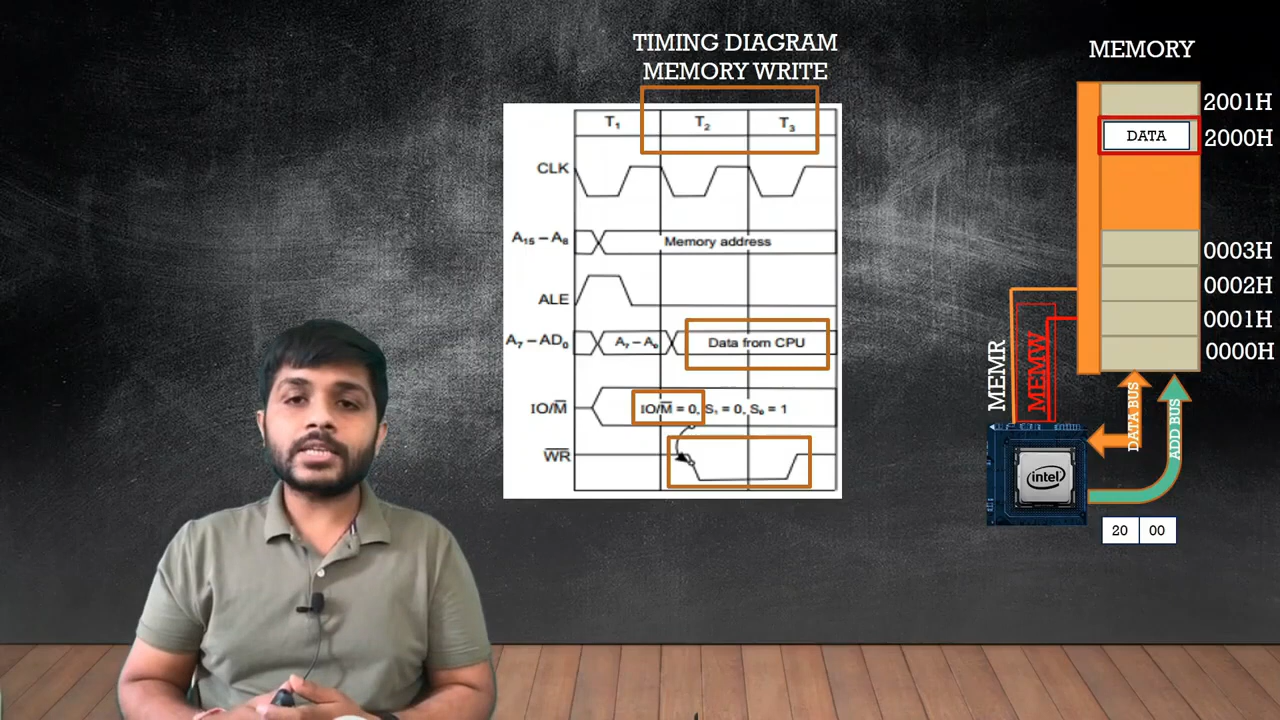 TIMING DIAGRAM
MEMORY WRITE
T₁ T₂ T₃
CLK
A₁₅ – A₈ Memory address
ALE
A₇ – AD₀ A₇ – A₀ Data from CPU
IO/M̅ IO/M̅ = 0, S₁ = 0, S₀ = 1
W̅R̅
MEMORY
2001H
DATA 2000H
0003H
0002H
0001H
0000H
MEMR
MEMW
DATA BUS
ADD BUS
intel
20 00